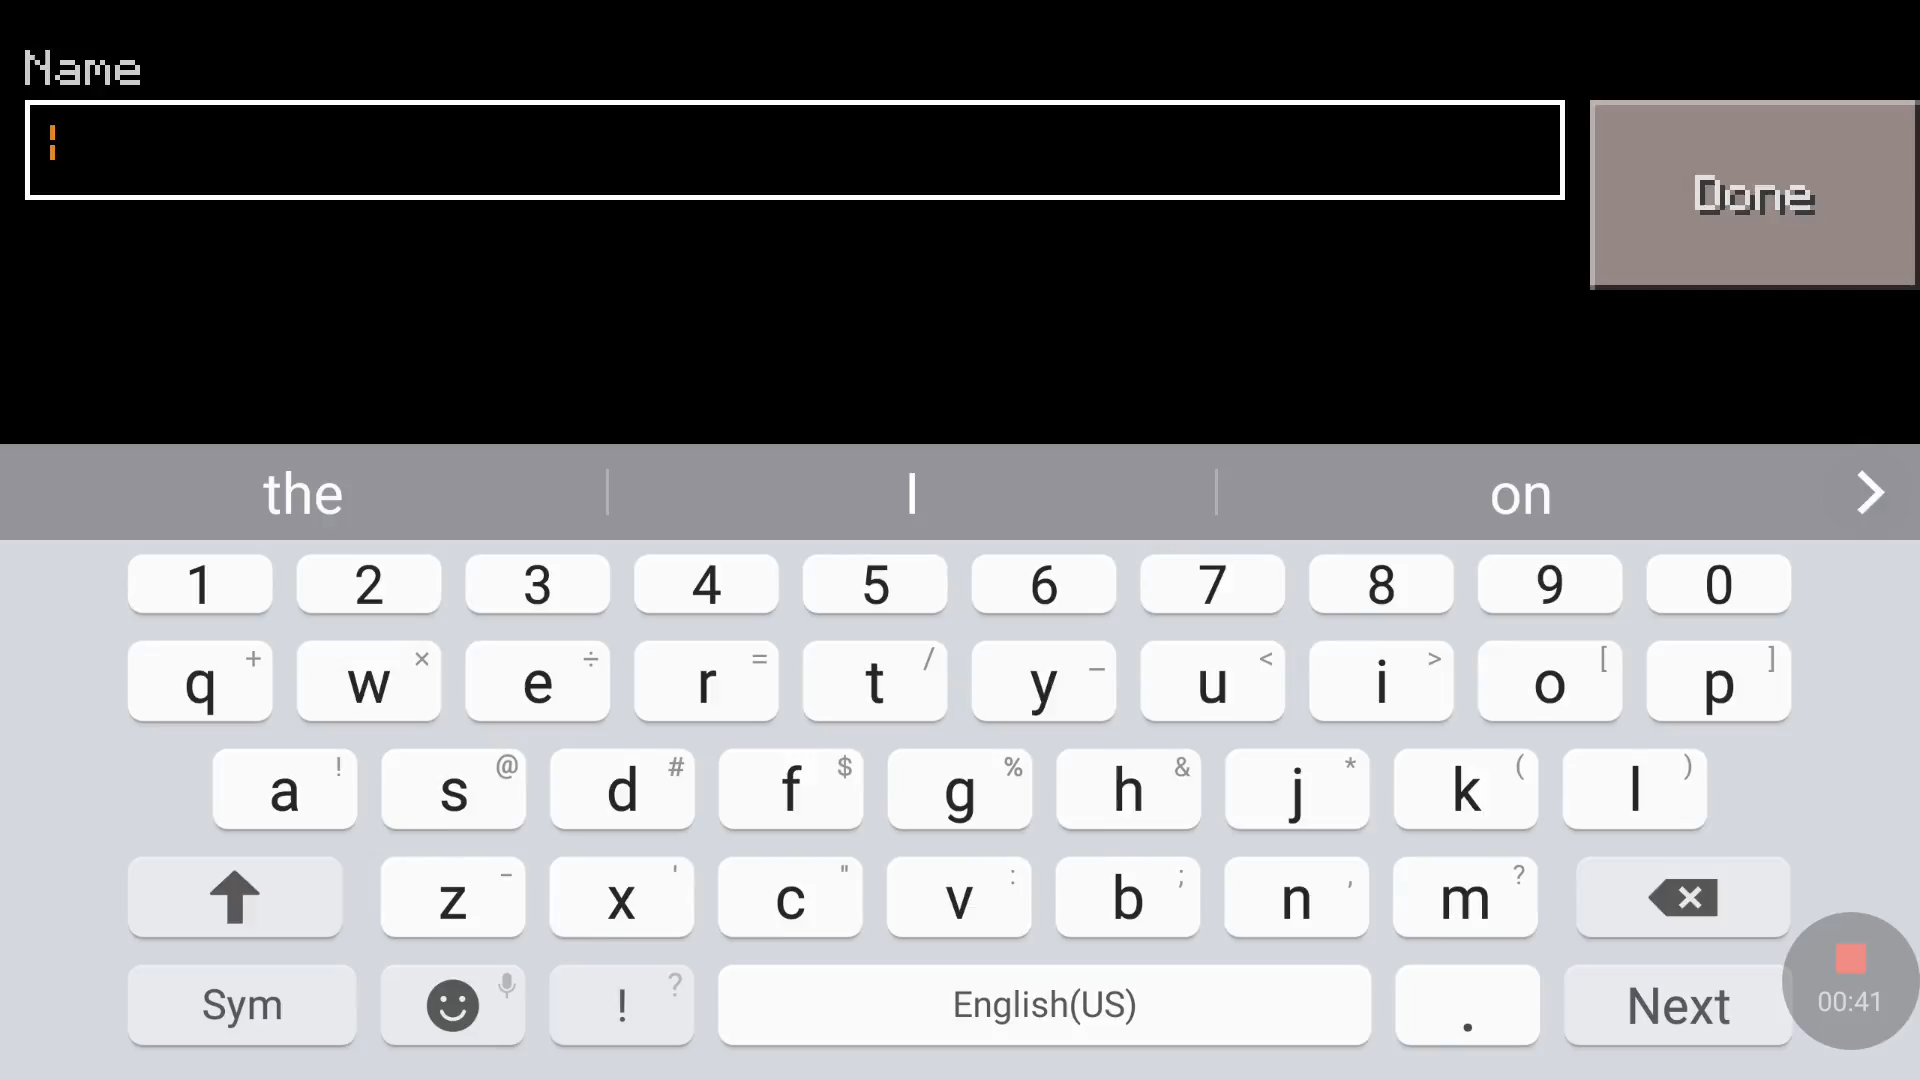 Name
Done
the I on
1 2 3 4 5 6 7 8 9 0
q + w × e ÷ r = t / y _ u < i > o [ p ]
a ! s @ d # f $ g % h & j * k ( l )
z - x ' c " v : b ; n , m ?
Sym ! ? English(US) . Next
00:41